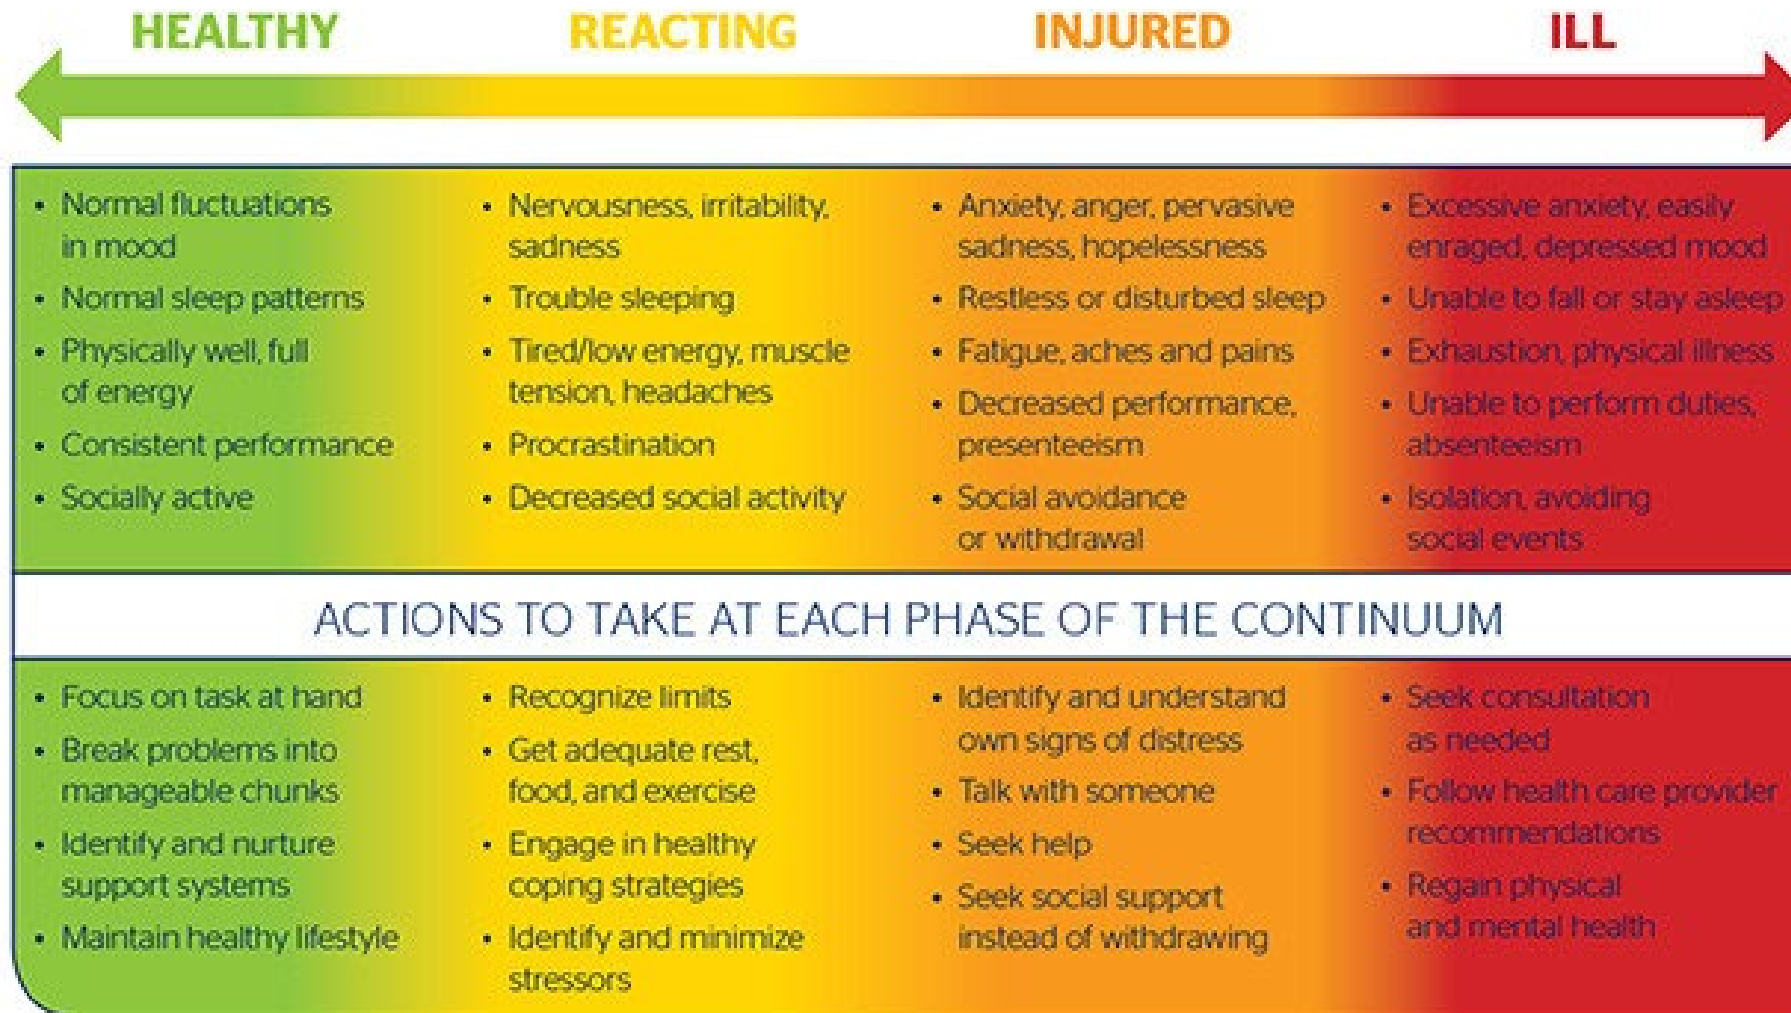 HEALTHY
REACTING
INJURED
ILL
• Normal fluctuations
in mood
• Normal sleep patterns
• Physically well, full
of energy
• Consistent performance
• Socially active
• Nervousness, irritability,
sadness
• Trouble sleeping
• Tired/low energy, muscle
tension, headaches
• Procrastination
• Decreased social activity
• Anxiety, anger, pervasive
sadness, hopelessness
• Restless or disturbed sleep
• Fatigue, aches and pains
• Decreased performance,
presenteeism
• Social avoidance
or withdrawal
• Excessive anxiety, easily
enraged, depressed mood
• Unable to fall or stay asleep
• Exhaustion, physical illness
• Unable to perform duties,
absenteeism
• Isolation, avoiding
social events
ACTIONS TO TAKE AT EACH PHASE OF THE CONTINUUM
• Focus on task at hand
• Break problems into
manageable chunks
• Identify and nurture
support systems
• Maintain healthy lifestyle
• Recognize limits
• Get adequate rest,
food, and exercise
• Engage in healthy
coping strategies
• Identify and minimize
stressors
• Identify and understand
own signs of distress
• Talk with someone
• Seek help
• Seek social support
instead of withdrawing
• Seek consultation
as needed
• Follow health care provider
recommendations
• Regain physical
and mental health